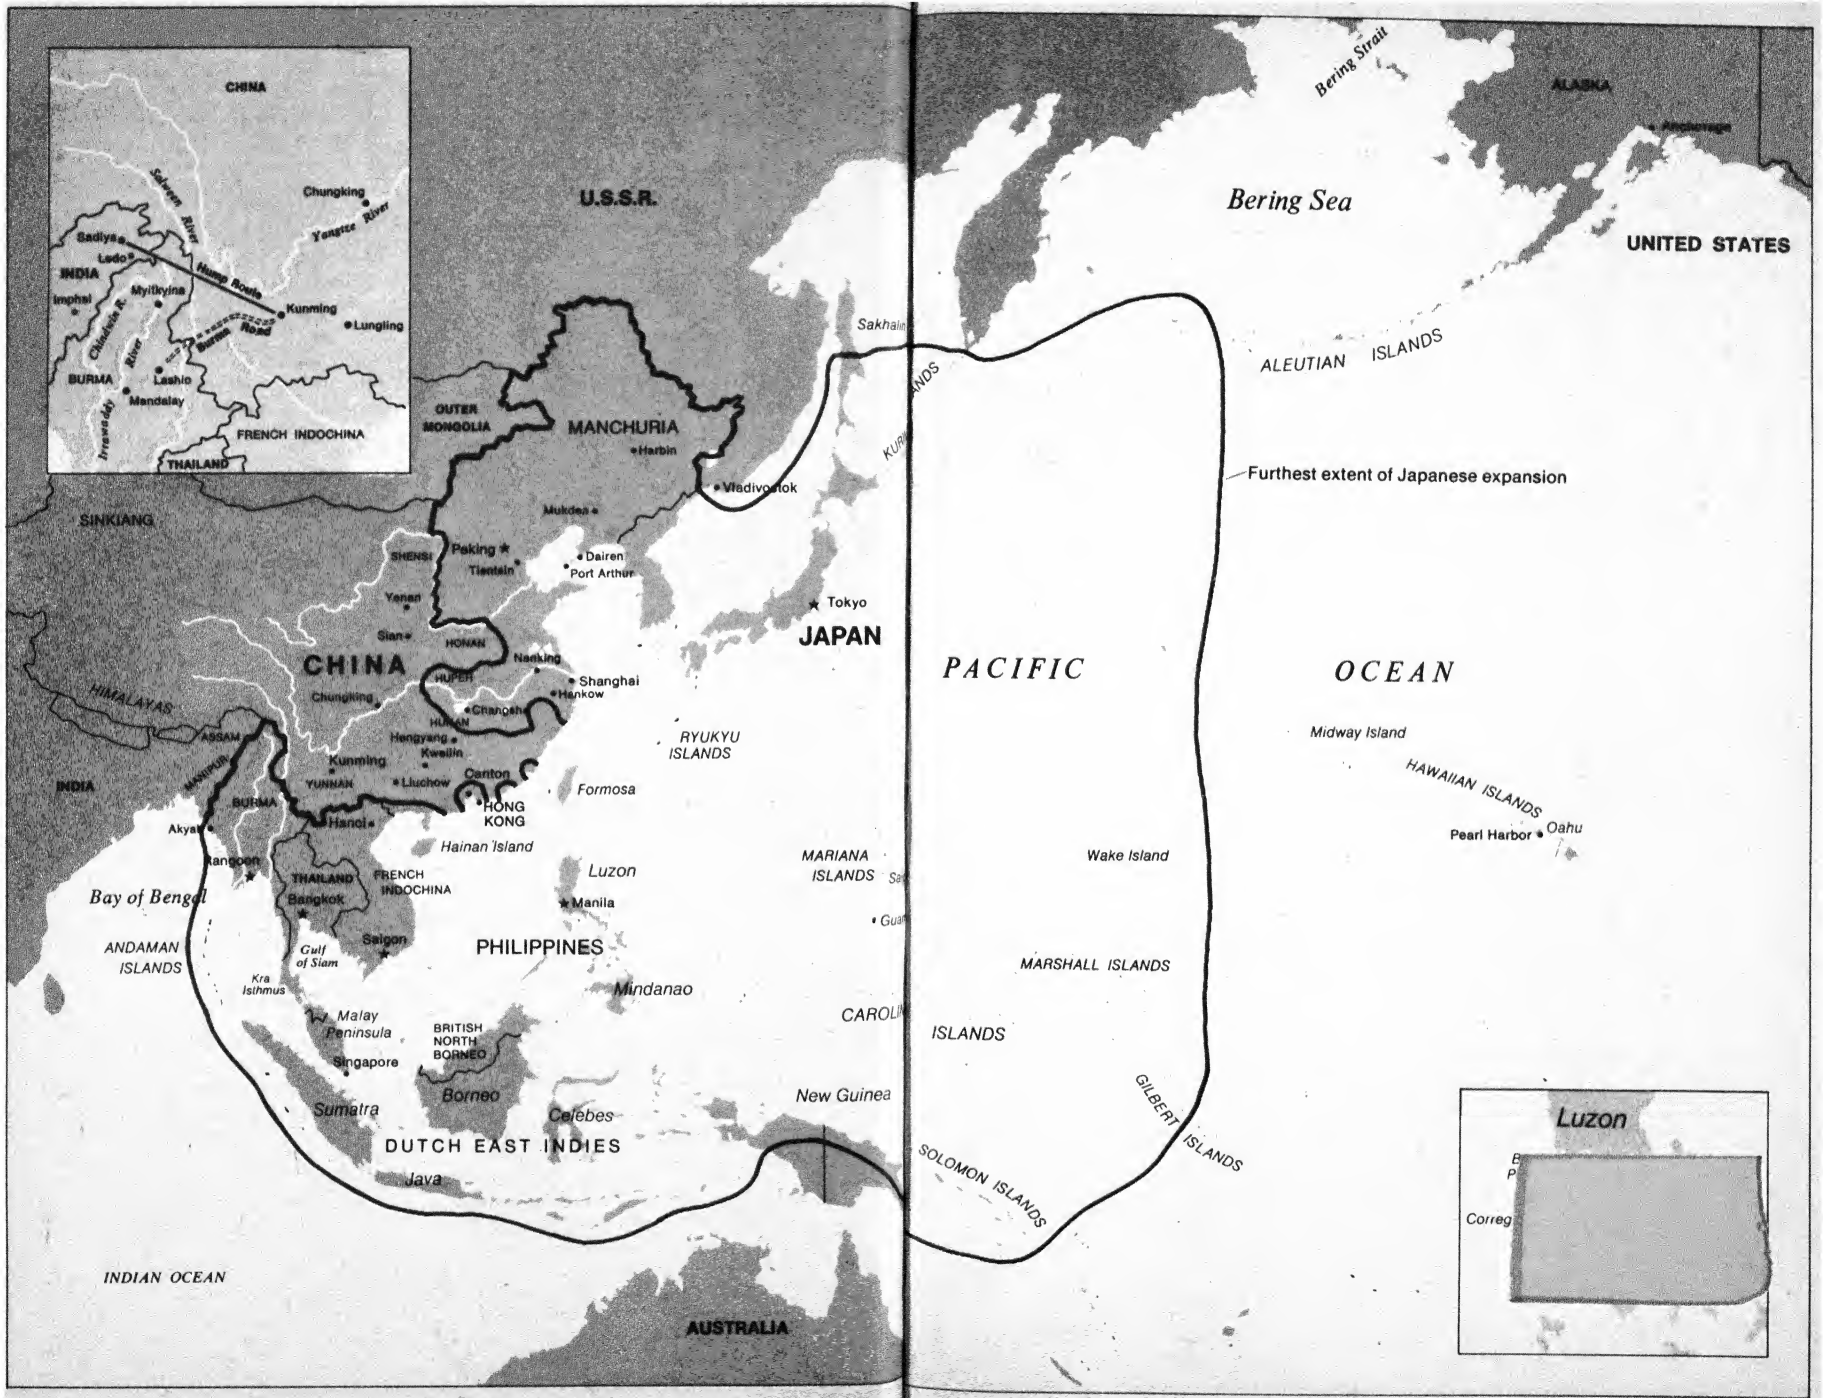 CHINA
Salween River
Chungking
Yangtze River
Sadiya
Ledo
INDIA
Hump Route
Imphal
Chindwin R.
Myitkyina
Kunming
Lungling
Burma Road
River
BURMA
Lashio
Mandalay
Irrawaddy
FRENCH INDOCHINA
THAILAND
U.S.S.R.
Bering Strait
ALASKA
Anchorage
Bering Sea
UNITED STATES
Sakhalin
ALEUTIAN ISLANDS
OUTER
MONGOLIA
MANCHURIA
Harbin
Vladivostok
Furthest extent of Japanese expansion
SINKIANG
Mukden
SHENSI
Peking
Tientsin
Dairen
Port Arthur
Yenan
Tokyo
Sian
HONAN
JAPAN
CHINA
Nanking
HUPEH
Shanghai
Hankow
Chungking
Changsha
HUNAN
HIMALAYAS
PACIFIC
OCEAN
ASSAM
Hengyang
Kweilin
RYUKYU
ISLANDS
Midway Island
HAWAIIAN ISLANDS
MANIPUR
Kunming
YUNNAN
Liuchow
Canton
INDIA
BURMA
HONG
KONG
Formosa
Akyab
Hanoi
Hainan Island
Pearl Harbor
Oahu
Rangoon
THAILAND
FRENCH
INDOCHINA
Luzon
MARIANA
ISLANDS
Wake Island
Bay of Bengal
Bangkok
Manila
ANDAMAN
ISLANDS
Gulf
of Siam
Saigon
PHILIPPINES
MARSHALL ISLANDS
Kra
Isthmus
Mindanao
Malay
Peninsula
BRITISH
NORTH
BORNEO
ISLANDS
Singapore
Sumatra
Borneo
Celebes
New Guinea
GILBERT ISLANDS
DUTCH EAST INDIES
SOLOMON ISLANDS
Java
Luzon
B
P
Correg
INDIAN OCEAN
AUSTRALIA